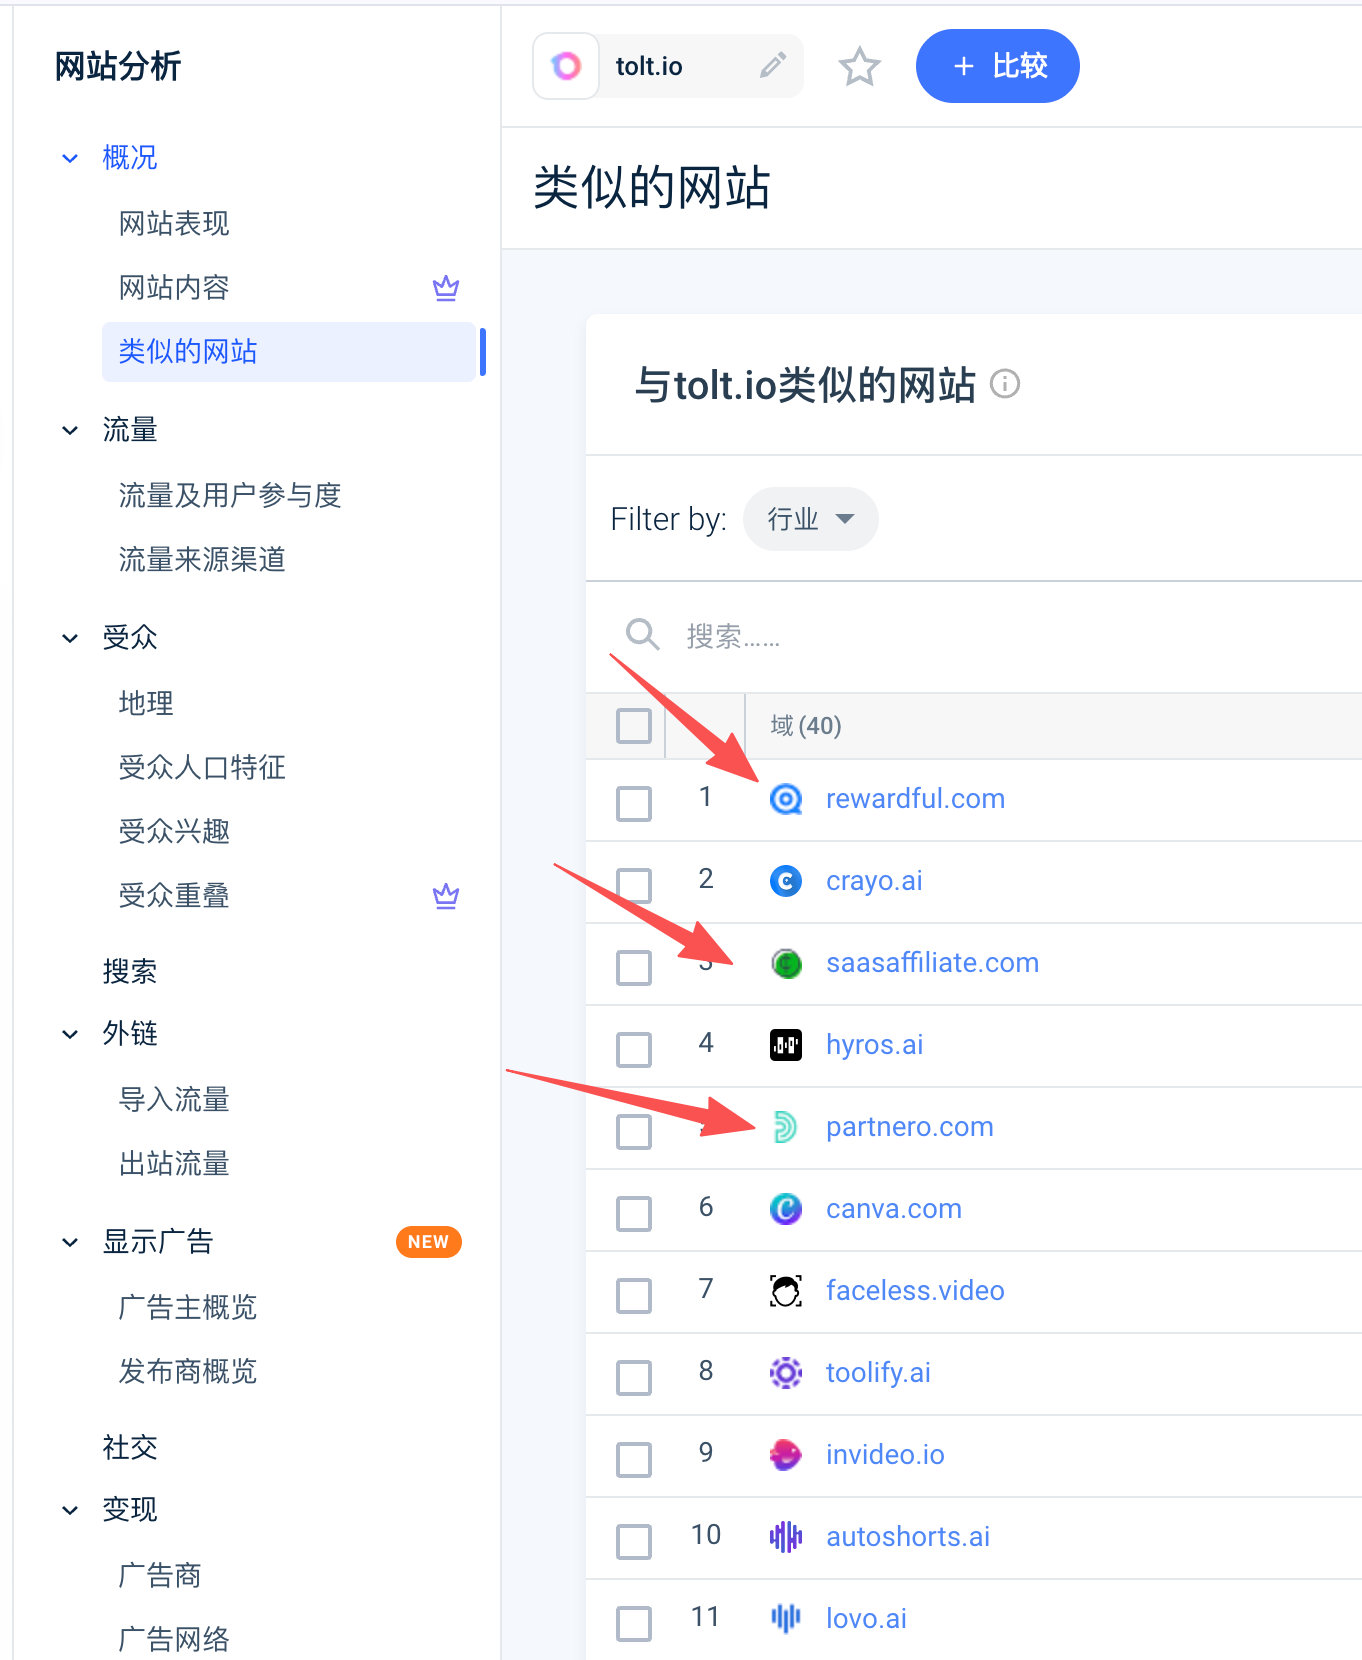 网站分析
概况
网站表现
网站内容
类似的网站
流量
流量及用户参与度
流量来源渠道
受众
地理
受众人口特征
受众兴趣
受众重叠
搜索
外链
导入流量
出站流量
显示广告 NEW
广告主概览
发布商概览
社交
变现
广告商
广告网络
tolt.io
+ 比较
类似的网站
与tolt.io类似的网站
Filter by: 行业
搜索……
域 (40)
1 rewardful.com
2 crayo.ai
3 saasaffiliate.com
4 hyros.ai
partnero.com
6 canva.com
7 faceless.video
8 toolify.ai
9 invideo.io
10 autoshorts.ai
11 lovo.ai